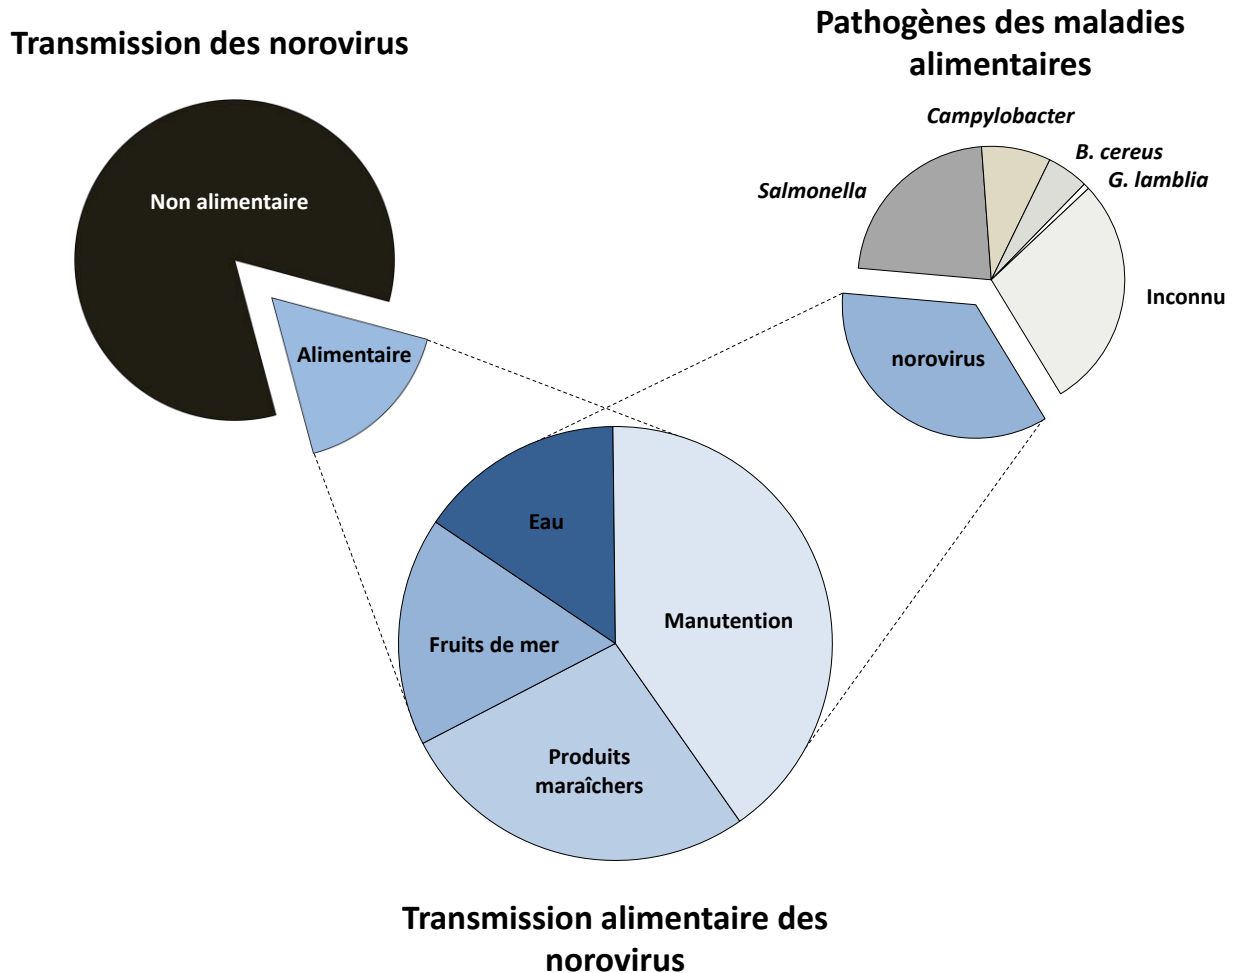 Transmission des norovirus
Non alimentaire
Alimentaire
Pathogènes des maladies
alimentaires
Campylobacter
B. cereus
G. lamblia
Salmonella
Inconnu
norovirus
Eau
Manutention
Fruits de mer
Produits
maraîchers
Transmission alimentaire des
norovirus